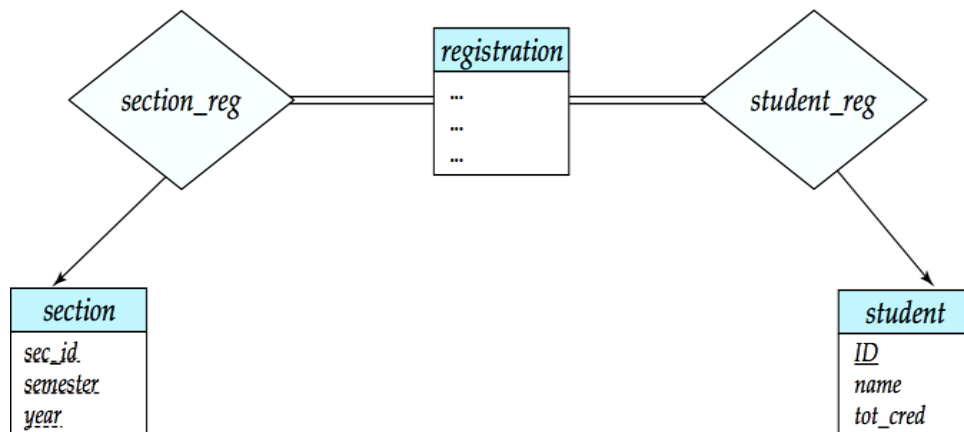 registration
section_reg
...
student_reg
...
...
section
sec_id
semester
year
student
ID
name
tot_cred